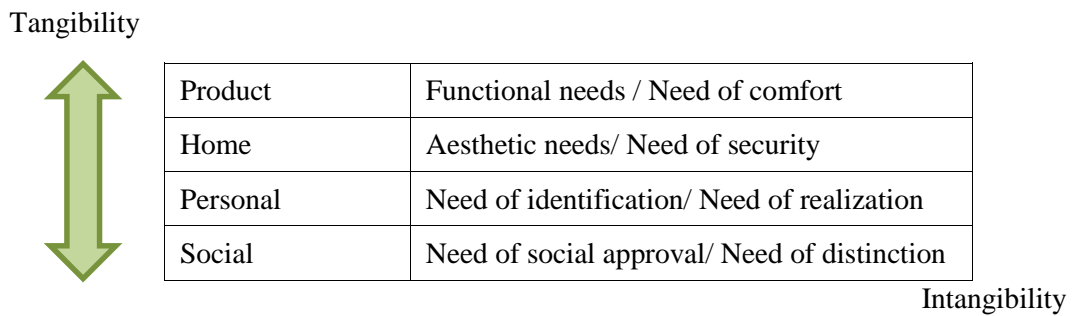 Tangibility
Product Functional needs / Need of comfort
Home Aesthetic needs/ Need of security
Personal Need of identification/ Need of realization
Social Need of social approval/ Need of distinction
Intangibility